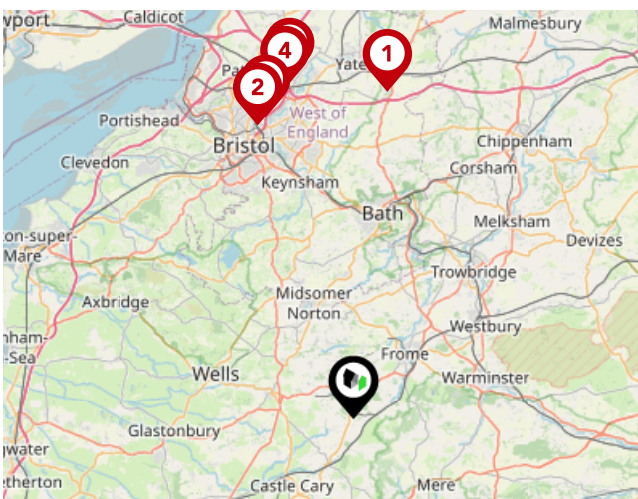 wport
Caldicot
Malmesbury
4
1
Pat
Yate
2
Portishead
West of
England
Bristol
Chippenham
Clevedon
Keynsham
Corsham
Bath
Melksham
on-super-
Mare
Devizes
Trowbridge
Axbridge
Midsomer
Norton
Westbury
nham-
-Sea
Frome
Wells
Warminster
Glastonbury
gwater
etherton
Castle Cary
Mere